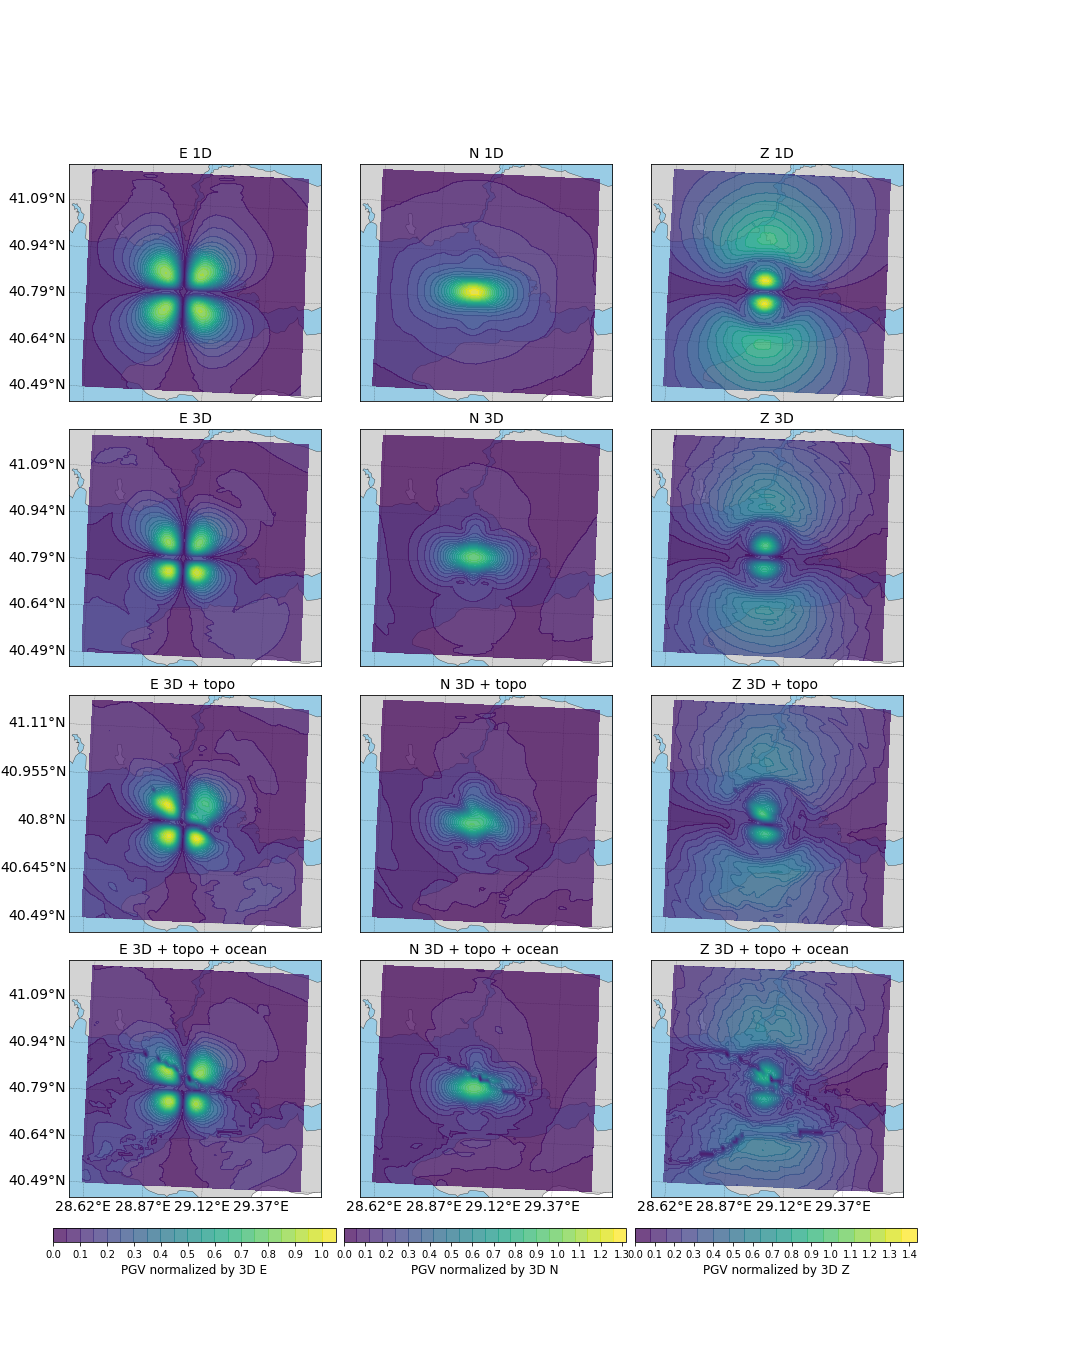 E 1D N 1D Z 1D
41.09°N
40.94°N
40.79°N
40.64°N
40.49°N
E 3D N 3D Z 3D
41.09°N
40.94°N
40.79°N
40.64°N
40.49°N
E 3D + topo N 3D + topo Z 3D + topo
41.11°N
40.955°N
40.8°N
40.645°N
40.49°N
E 3D + topo + ocean N 3D + topo + ocean Z 3D + topo + ocean
41.09°N
40.94°N
40.79°N
40.64°N
40.49°N
28.62°E 28.87°E 29.12°E 29.37°E 28.62°E 28.87°E 29.12°E 29.37°E 28.62°E 28.87°E 29.12°E 29.37°E
0.0 0.1 0.2 0.3 0.4 0.5 0.6 0.7 0.8 0.9 1.0 0.0 0.1 0.2 0.3 0.4 0.5 0.6 0.7 0.8 0.9 1.0 1.1 1.2 1.3 0.0 0.1 0.2 0.3 0.4 0.5 0.6 0.7 0.8 0.9 1.0 1.1 1.2 1.3 1.4
PGV normalized by 3D E PGV normalized by 3D N PGV normalized by 3D Z